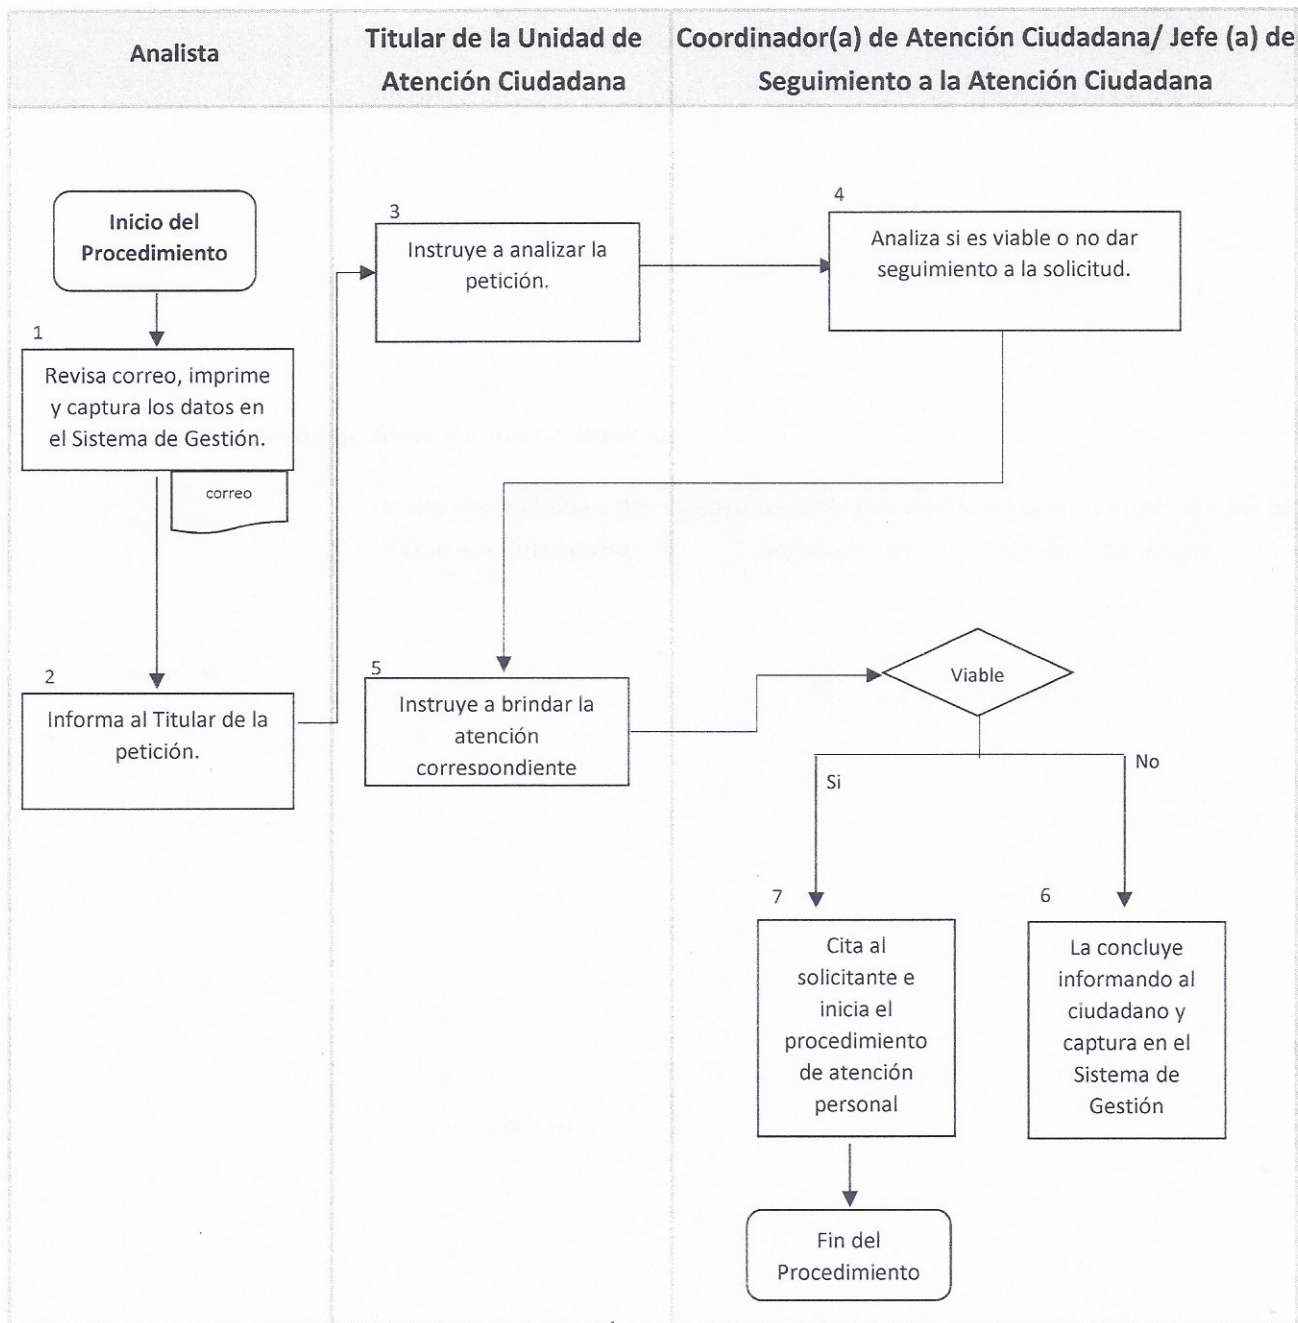 Analista
Titular de la Unidad de
Atención Ciudadana
Coordinador(a) de Atención Ciudadana/ Jefe (a) de
Seguimiento a la Atención Ciudadana
Inicio del
Procedimiento
1
Revisa correo, imprime
y captura los datos en
el Sistema de Gestión.
correo
2
Informa al Titular de la
petición.
3
Instruye a analizar la
petición.
4
Analiza si es viable o no dar
seguimiento a la solicitud.
5
Instruye a brindar la
atención
correspondiente
Viable
Si
No
7
Cita al
solicitante e
inicia el
procedimiento
de atención
personal
6
La concluye
informando al
ciudadano y
captura en el
Sistema de
Gestión
Fin del
Procedimiento